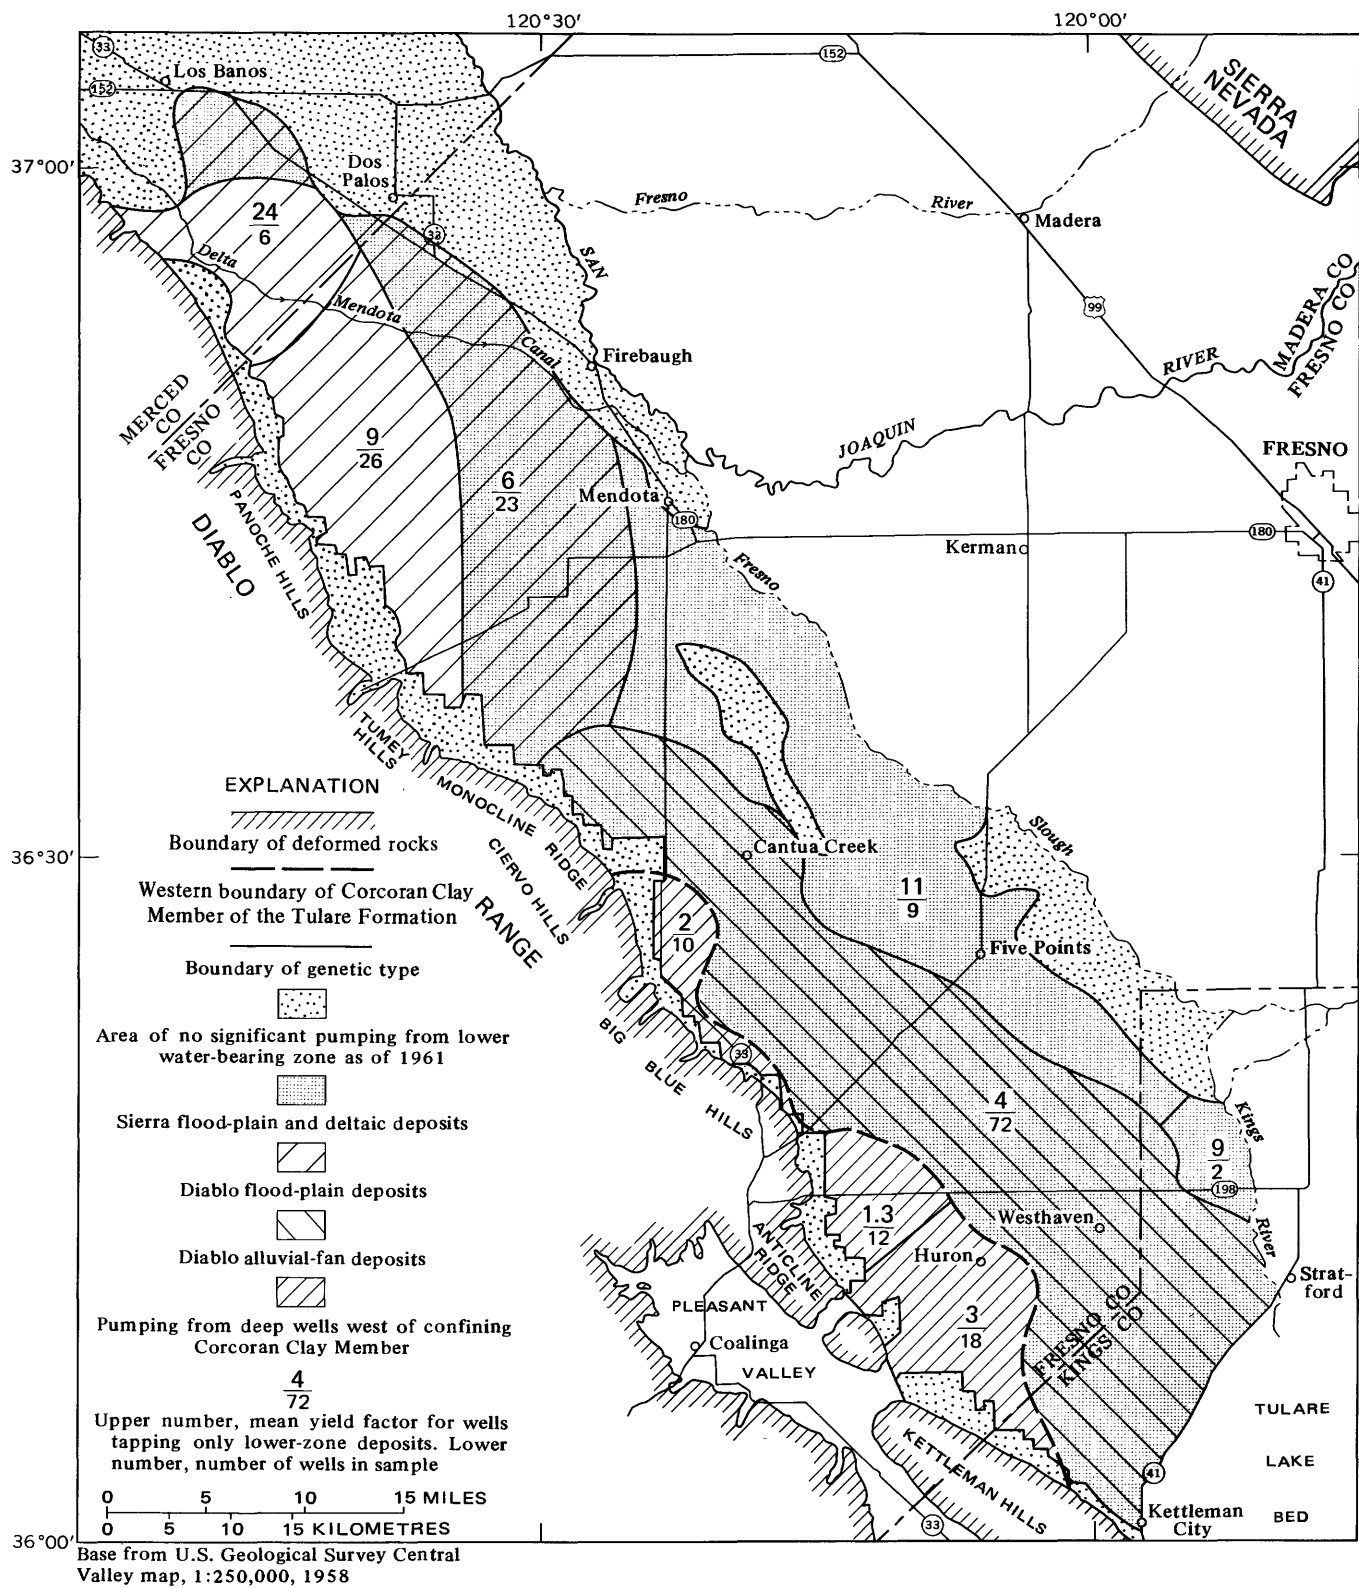 120°30′
120°00′
33
152
Los Banos
152
SIERRA
NEVADA
37°00′
Dos
Palos
24
6
33
Fresno
River
Madera
Delta
Mendota
Canal
SAN
Firebaugh
99
MADERA CO
FRESNO CO
RIVER
JOAQUIN
MERCED
CO
FRESNO
CO
9
26
6
23
Mendota
180
FRESNO
180
Kerman
41
PANOCHE HILLS
DIABLO
Fresno
TUMEY
HILLS
MONOCLINE
RIDGE
CIERVO HILLS
RANGE
36°30′
Cantua Creek
Slough
11
9
2
10
Five Points
BIG
BLUE
HILLS
33
4
72
Kings
9
2
198
River
1.3
12
Westhaven
Huron
ANTICLINE
RIDGE
PLEASANT
Coalinga
VALLEY
3
18
FRESNO CO
KINGS CO
Strat-
ford
TULARE
LAKE
BED
KETTLEMAN HILLS
41
Kettleman
City
33
36°00′
EXPLANATION
Boundary of deformed rocks
Western boundary of Corcoran Clay
Member of the Tulare Formation
Boundary of genetic type
Area of no significant pumping from lower
water-bearing zone as of 1961
Sierra flood-plain and deltaic deposits
Diablo flood-plain deposits
Diablo alluvial-fan deposits
Pumping from deep wells west of confining
Corcoran Clay Member
4
72
Upper number, mean yield factor for wells
tapping only lower-zone deposits. Lower
number, number of wells in sample
0 5 10 15 MILES
0 5 10 15 KILOMETRES
Base from U.S. Geological Survey Central
Valley map, 1:250,000, 1958